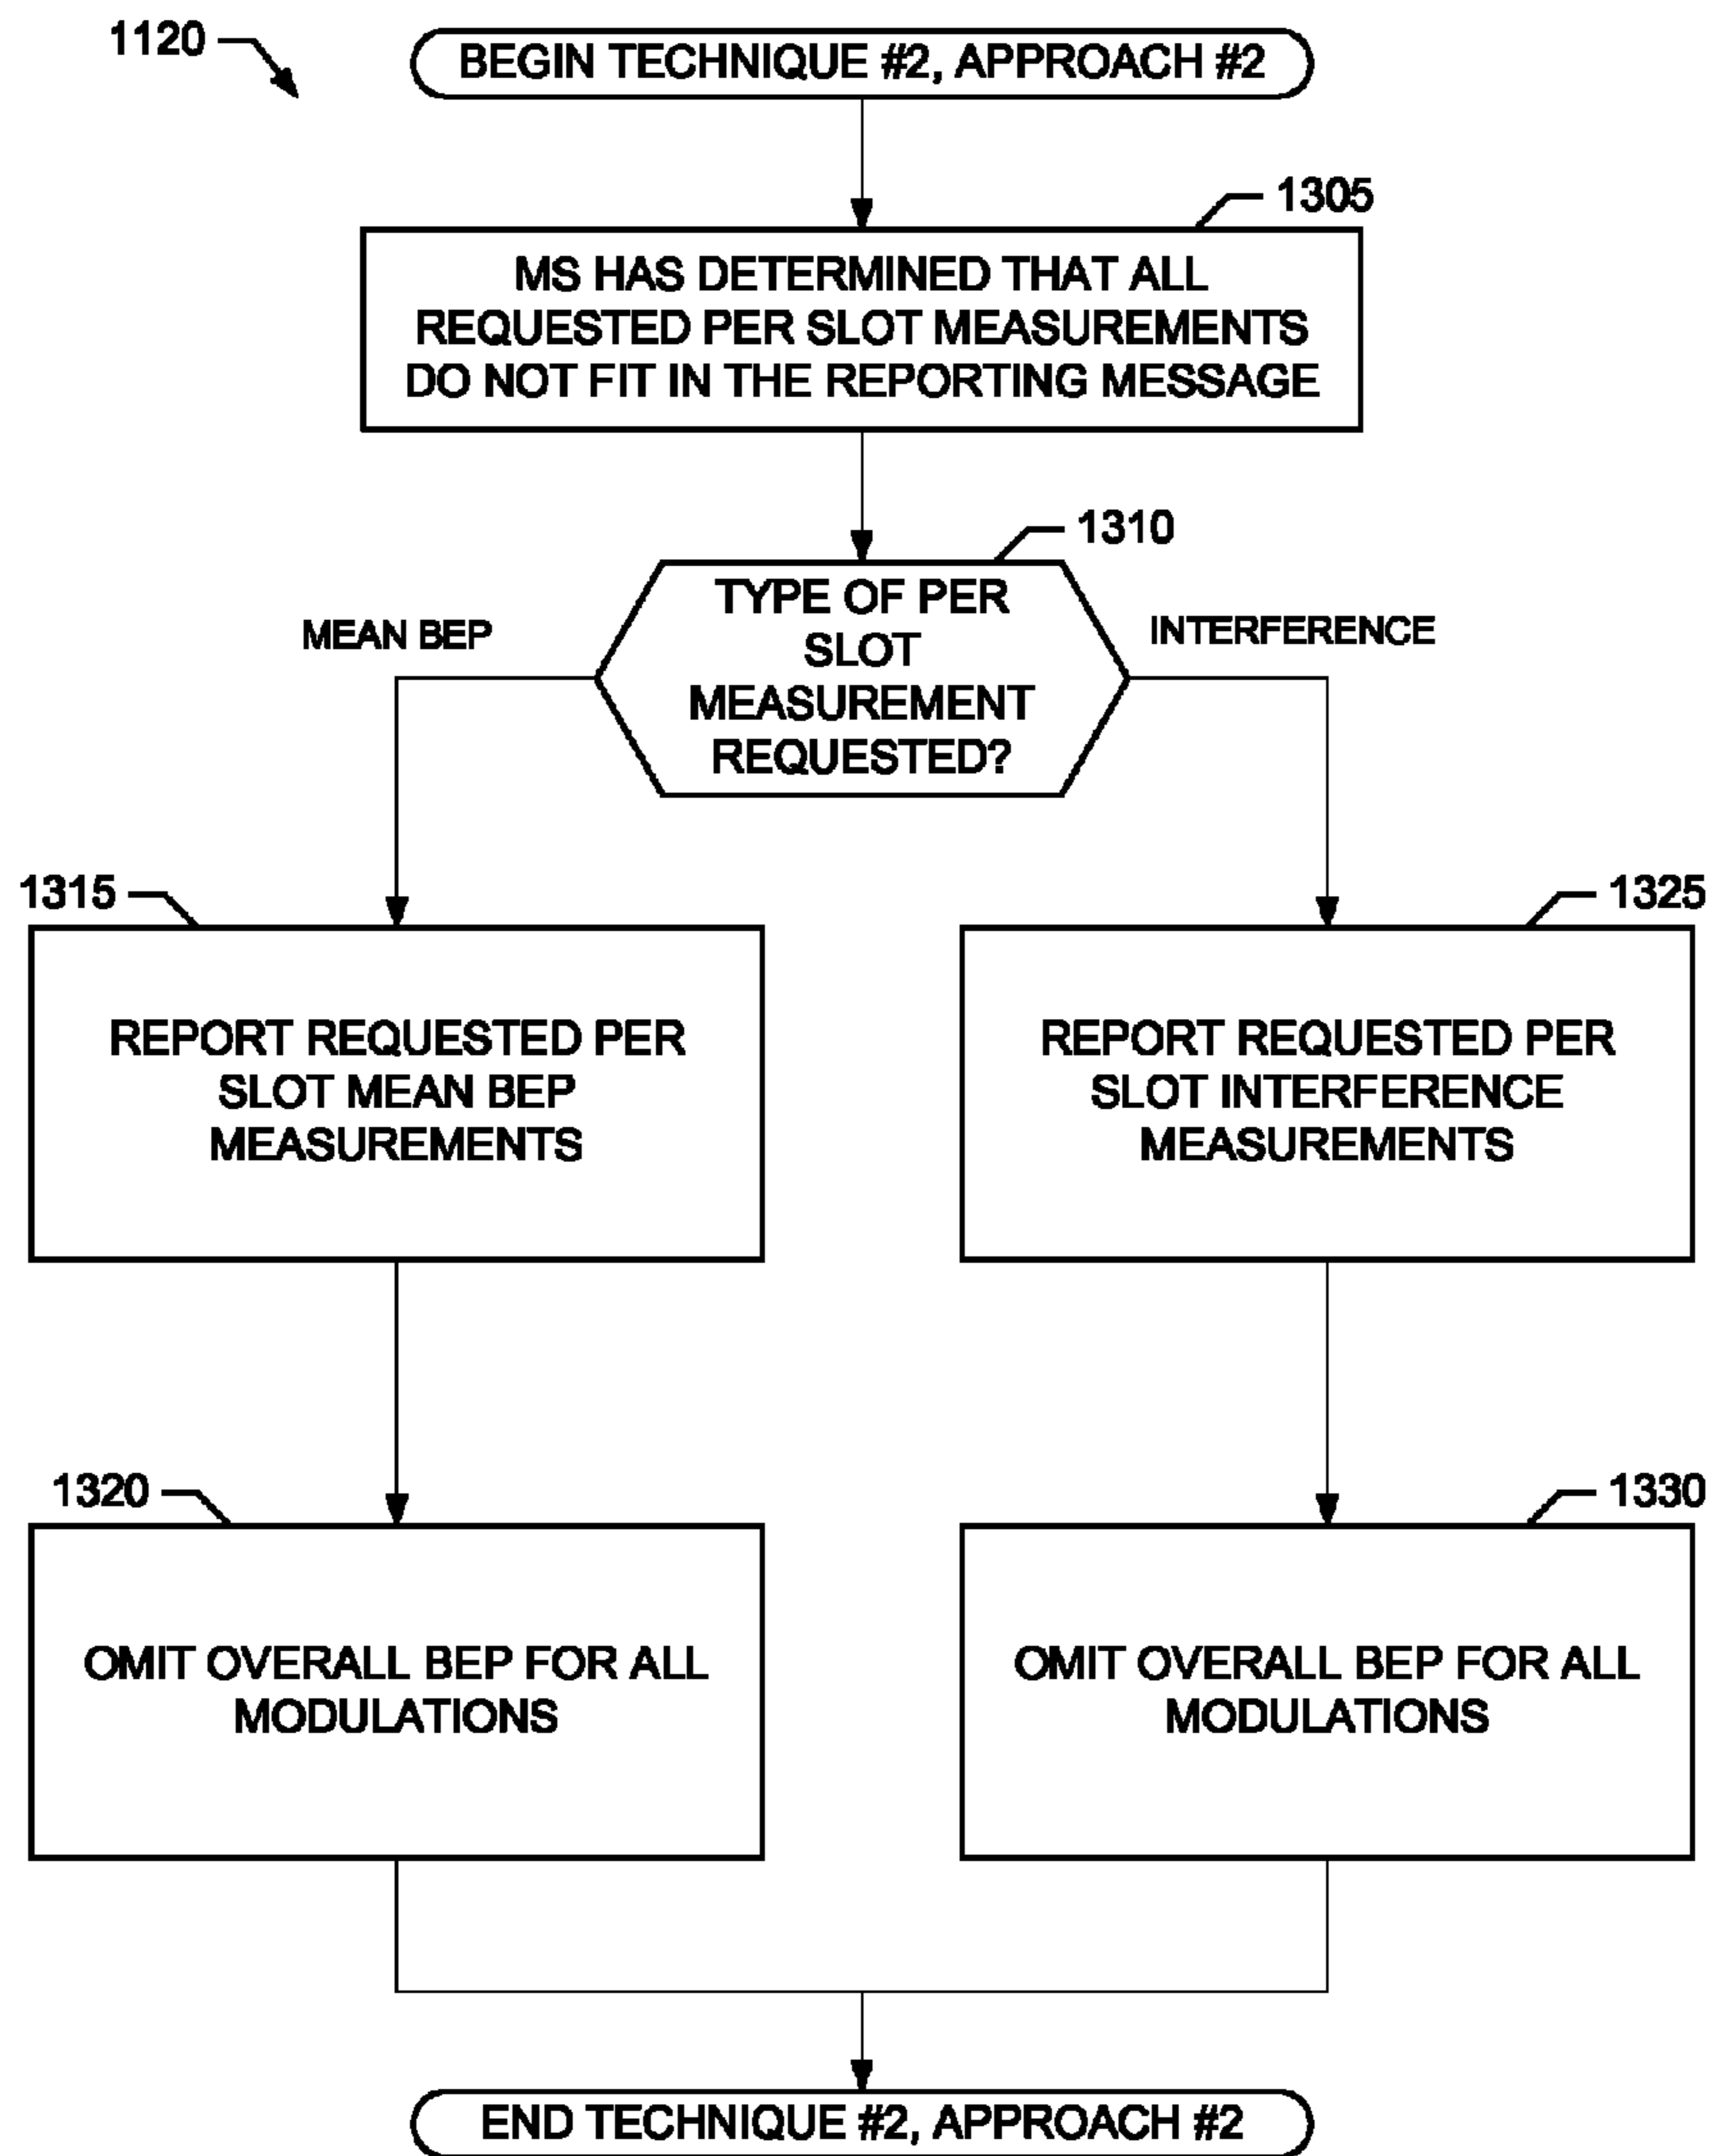 1120
BEGIN TECHNIQUE #2, APPROACH #2
1305
MS HAS DETERMINED THAT ALL
REQUESTED PER SLOT MEASUREMENTS
DO NOT FIT IN THE REPORTING MESSAGE
1310
TYPE OF PER
SLOT
MEASUREMENT
REQUESTED?
MEAN BEP
INTERFERENCE
1315
REPORT REQUESTED PER
SLOT MEAN BEP
MEASUREMENTS
1325
REPORT REQUESTED PER
SLOT INTERFERENCE
MEASUREMENTS
1320
OMIT OVERALL BEP FOR ALL
MODULATIONS
1330
OMIT OVERALL BEP FOR ALL
MODULATIONS
END TECHNIQUE #2, APPROACH #2